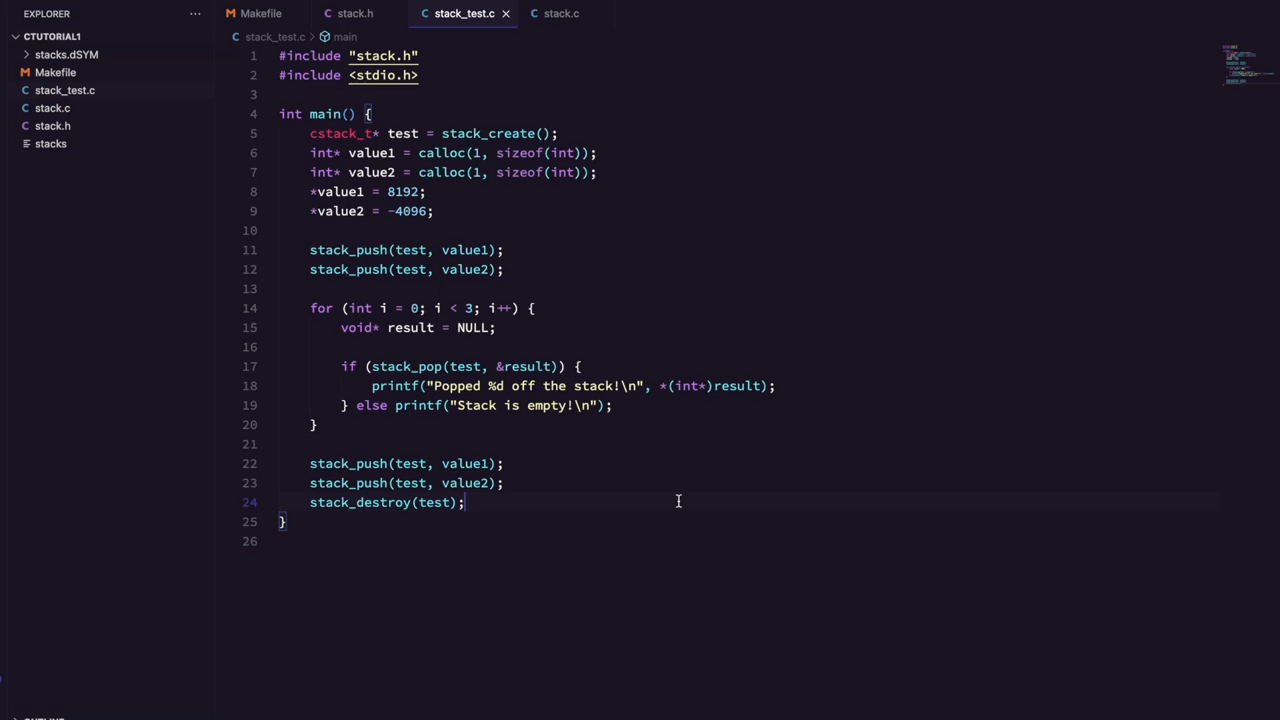 EXPLORER
···
CTUTORIAL1
stacks.dSYM
Makefile
stack_test.c
stack.c
stack.h
stacks
Makefile
stack.h
stack_test.c
stack.c
stack_test.c > main
1 #include "stack.h"
2 #include <stdio.h>
3
4 int main() {
5 cstack_t* test = stack_create();
6 int* value1 = calloc(1, sizeof(int));
7 int* value2 = calloc(1, sizeof(int));
8 *value1 = 8192;
9 *value2 = -4096;
10
11 stack_push(test, value1);
12 stack_push(test, value2);
13
14 for (int i = 0; i < 3; i++) {
15 void* result = NULL;
16
17 if (stack_pop(test, &result)) {
18 printf("Popped %d off the stack!\n", *(int*)result);
19 } else printf("Stack is empty!\n");
20 }
21
22 stack_push(test, value1);
23 stack_push(test, value2);
24 stack_destroy(test);
25 }
26